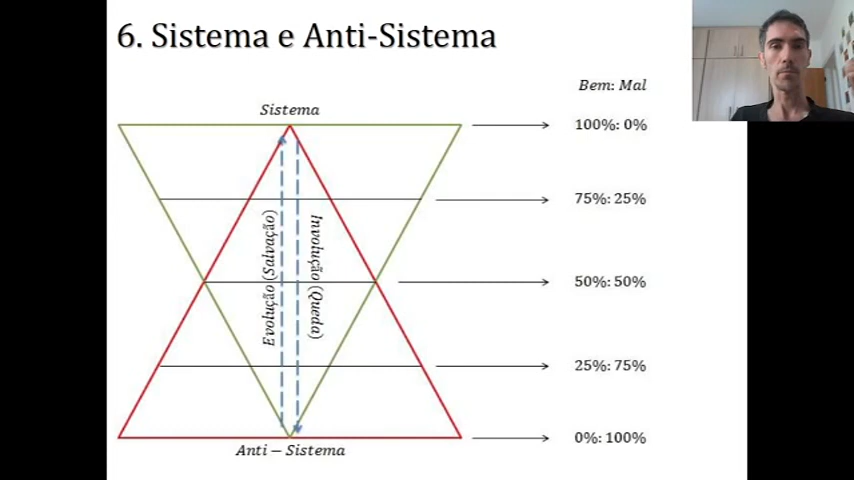 6. Sistema e Anti-Sistema
Bem: Mal
Sistema
100%: 0%
75%: 25%
Evolução (Salvação)
Involução (Queda)
50%: 50%
25%: 75%
0%: 100%
Anti − Sistema